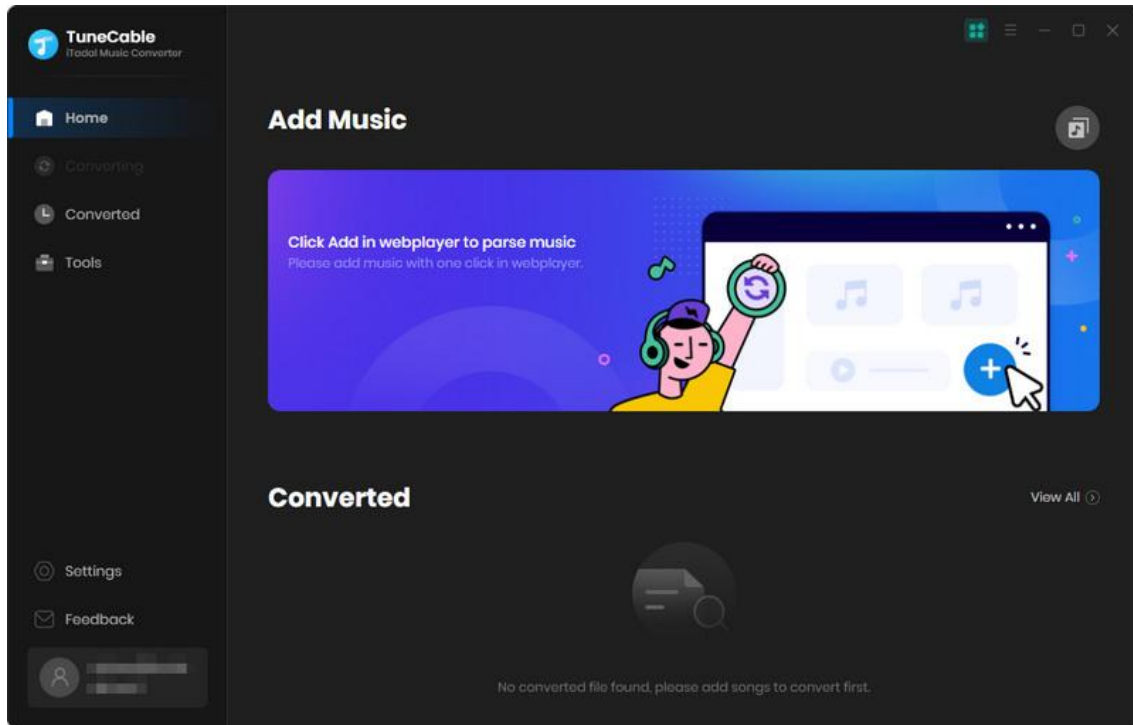 TuneCable
iTodal Music Converter
Home
Converting
Converted
Tools
Settings
Feedback
Add Music
Click Add in webplayer to parse music
Please add music with one click in webplayer.
Converted
View All
No converted file found, please add songs to convert first.